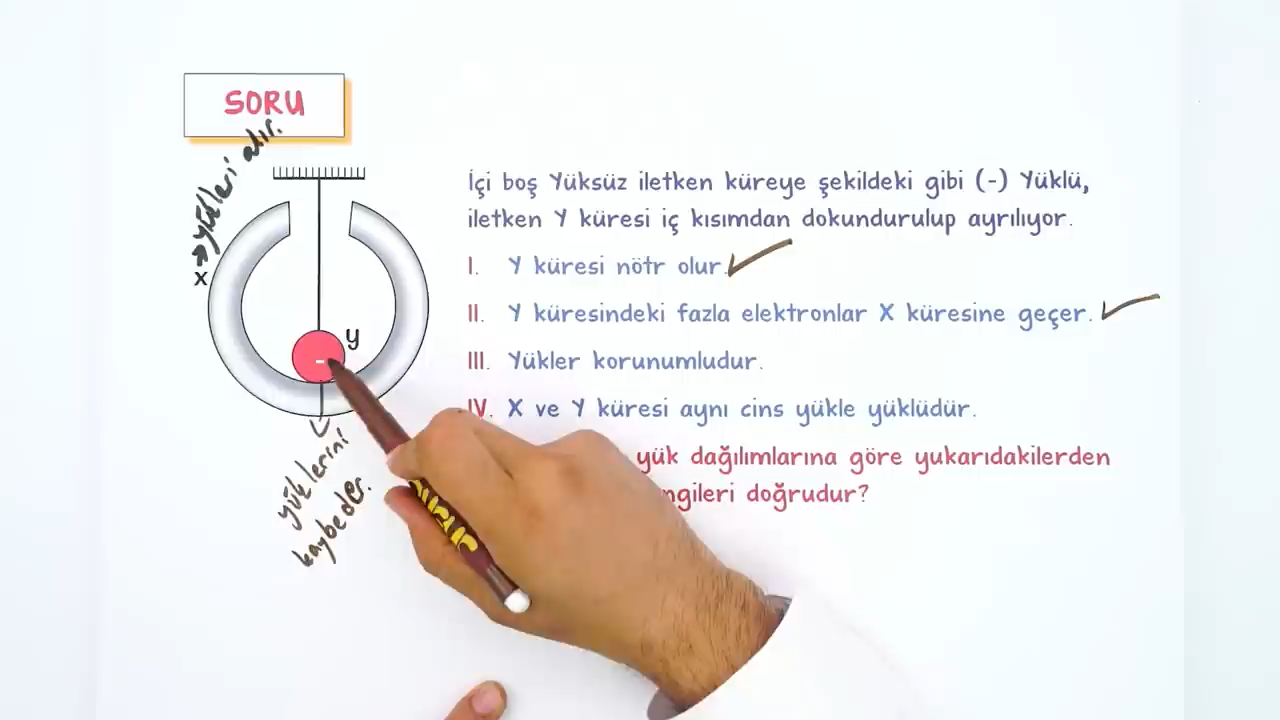 SORU
X → yükleri alır.
y
yüklerini
kaybeder.
İçi boş Yüksüz iletken küreye şekildeki gibi (-) Yüklü,
iletken Y küresi iç kısımdan dokundurulup ayrılıyor.
I. Y küresi nötr olur.
II. Y küresindeki fazla elektronlar X küresine geçer.
III. Yükler korunumludur.
IV. X ve Y küresi aynı cins yükle yüklüdür.
yük dağılımlarına göre yukarıdakilerden
ngileri doğrudur?